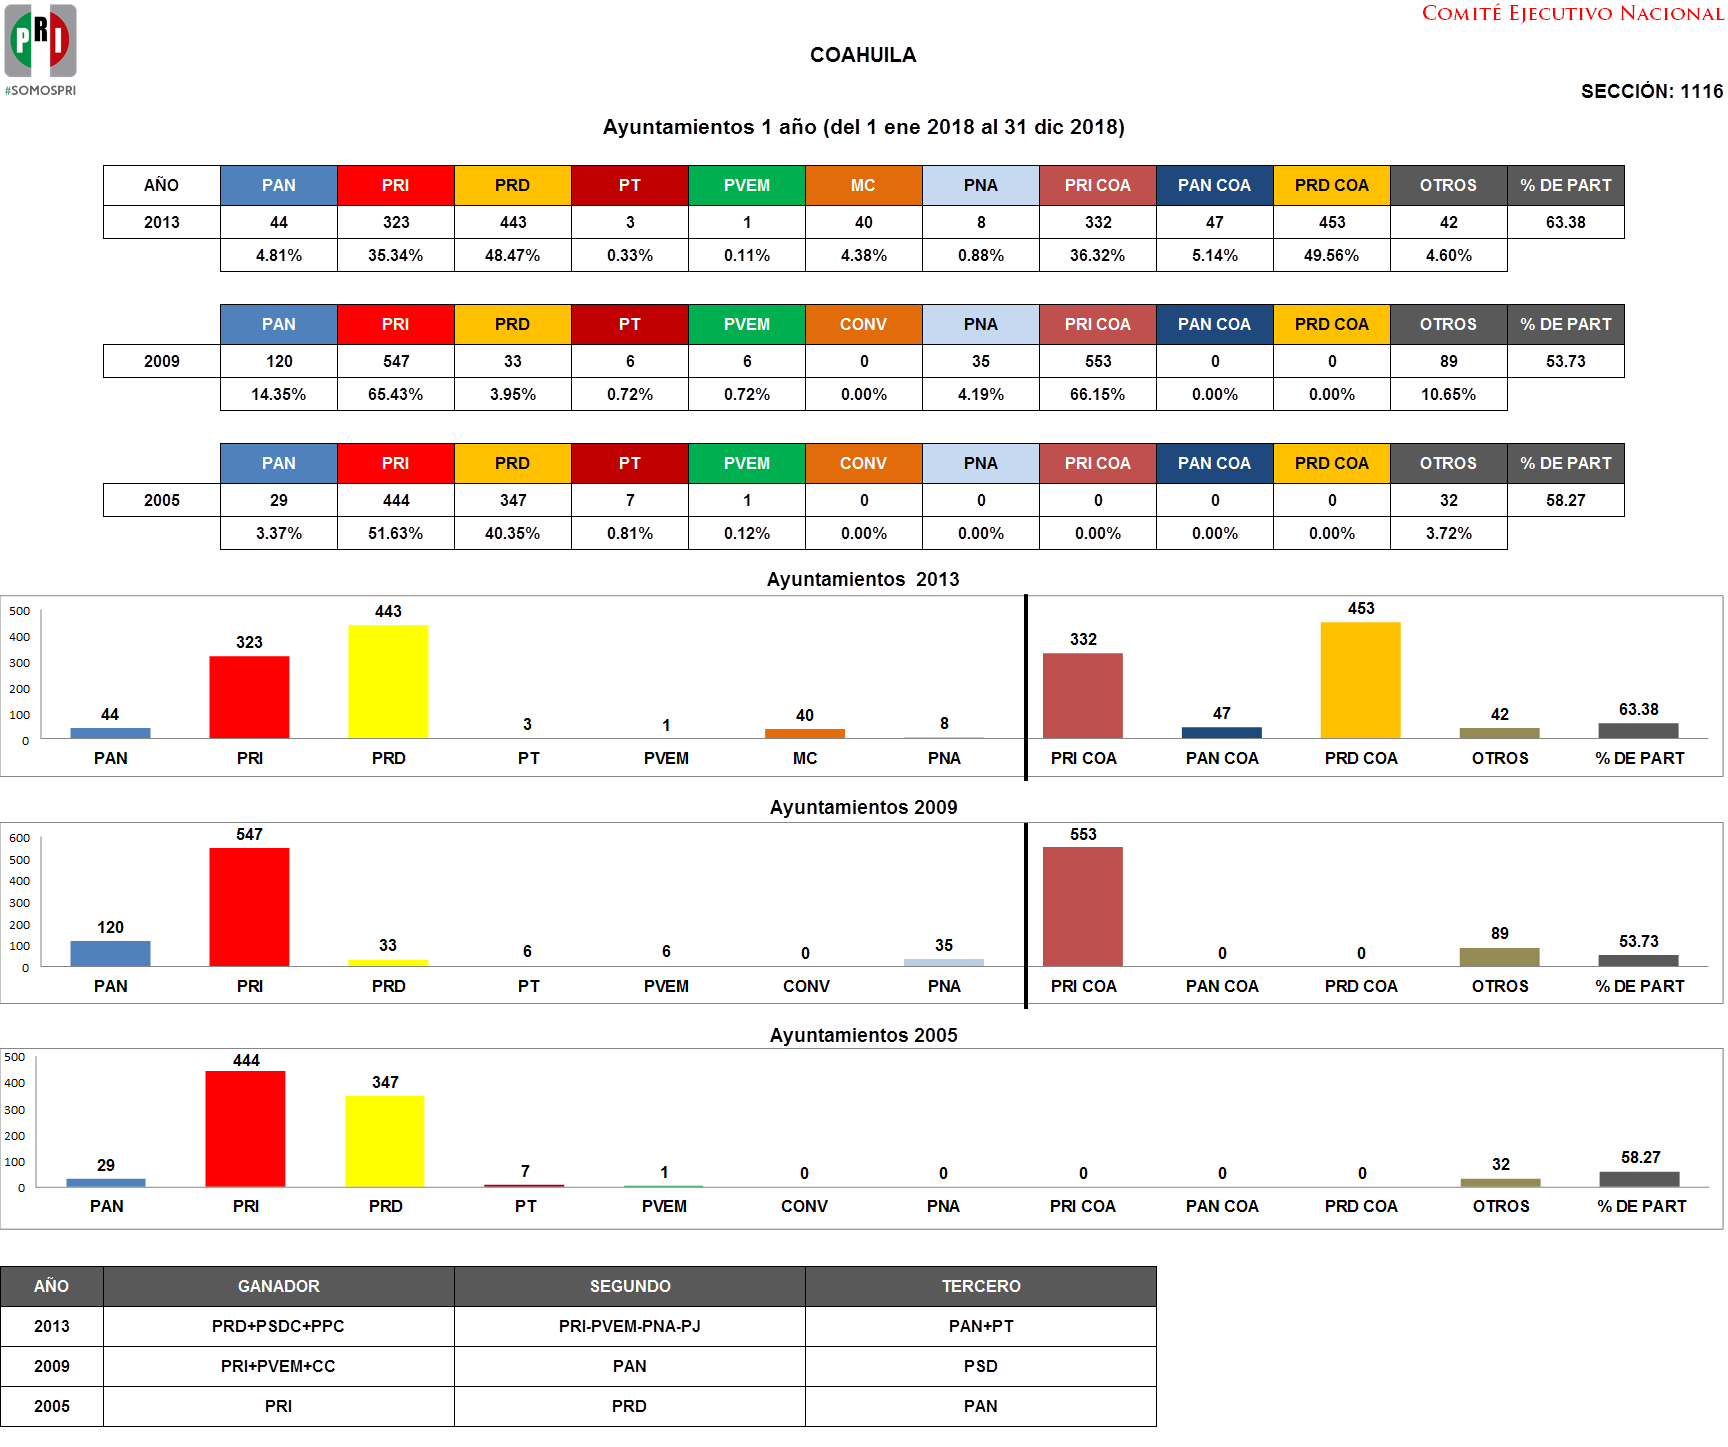 COMITÉ EJECUTIVO NACIONAL
PRI
#SOMOSPRI
COAHUILA
SECCIÓN: 1116
Ayuntamientos 1 año (del 1 ene 2018 al 31 dic 2018)
AÑO PAN PRI PRD PT PVEM MC PNA PRI COA PAN COA PRD COA OTROS % DE PART
2013 44 323 443 3 1 40 8 332 47 453 42 63.38
4.81% 35.34% 48.47% 0.33% 0.11% 4.38% 0.88% 36.32% 5.14% 49.56% 4.60%
PAN PRI PRD PT PVEM CONV PNA PRI COA PAN COA PRD COA OTROS % DE PART
2009 120 547 33 6 6 0 35 553 0 0 89 53.73
14.35% 65.43% 3.95% 0.72% 0.72% 0.00% 4.19% 66.15% 0.00% 0.00% 10.65%
PAN PRI PRD PT PVEM CONV PNA PRI COA PAN COA PRD COA OTROS % DE PART
2005 29 444 347 7 1 0 0 0 0 0 32 58.27
3.37% 51.63% 40.35% 0.81% 0.12% 0.00% 0.00% 0.00% 0.00% 0.00% 3.72%
Ayuntamientos 2013
500
400
300
200
100
0
44 323 443 3 1 40 8 332 47 453 42 63.38
PAN PRI PRD PT PVEM MC PNA PRI COA PAN COA PRD COA OTROS % DE PART
Ayuntamientos 2009
600
500
400
300
200
100
0
120 547 33 6 6 0 35 553 0 0 89 53.73
PAN PRI PRD PT PVEM CONV PNA PRI COA PAN COA PRD COA OTROS % DE PART
Ayuntamientos 2005
500
400
300
200
100
0
29 444 347 7 1 0 0 0 0 0 32 58.27
PAN PRI PRD PT PVEM CONV PNA PRI COA PAN COA PRD COA OTROS % DE PART
AÑO GANADOR SEGUNDO TERCERO
2013 PRD+PSDC+PPC PRI-PVEM-PNA-PJ PAN+PT
2009 PRI+PVEM+CC PAN PSD
2005 PRI PRD PAN